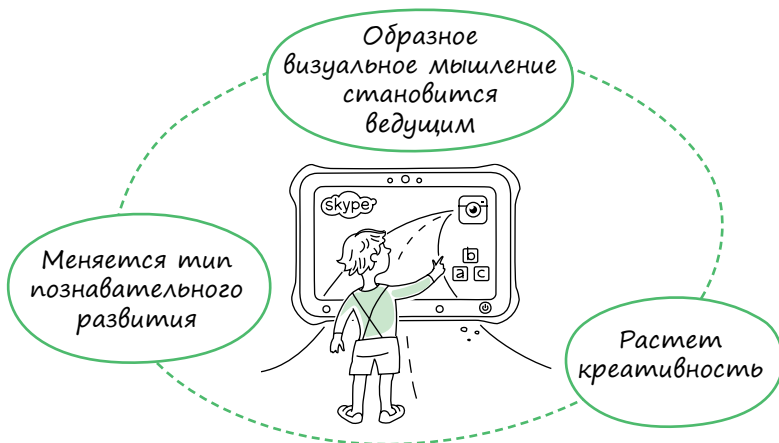 Образное
визуальное мышление
становится
ведущим
skype
b
a c
Меняется тип
познавательного
развития
Растет
креативность